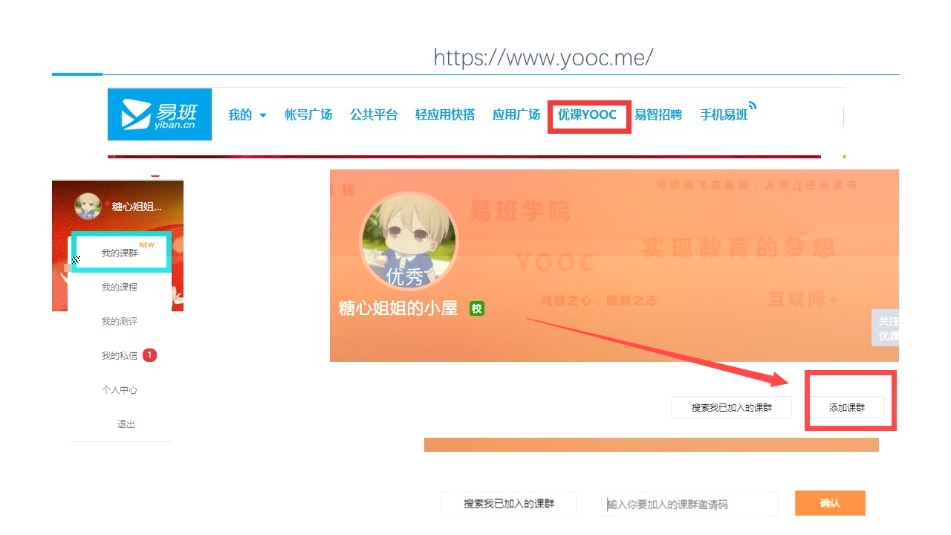 https://www.yooc.me/
易班
yiban.cn
我的 帐号广场 公共平台 轻应用快搭 应用广场 优课YOOC 易智招聘 手机易班
糖心姐姐...
我的课群 NEW
我的课程
我的测评
我的私信 1
个人中心
退出
易班学院
YOOC
实现教育的梦想
鸿鹄之心，
互联网+
优秀
糖心姐姐的小屋 校
关注
优课
搜索我已加入的课群 添加课群
搜索我已加入的课群 输入你要加入的课群邀请码 确认